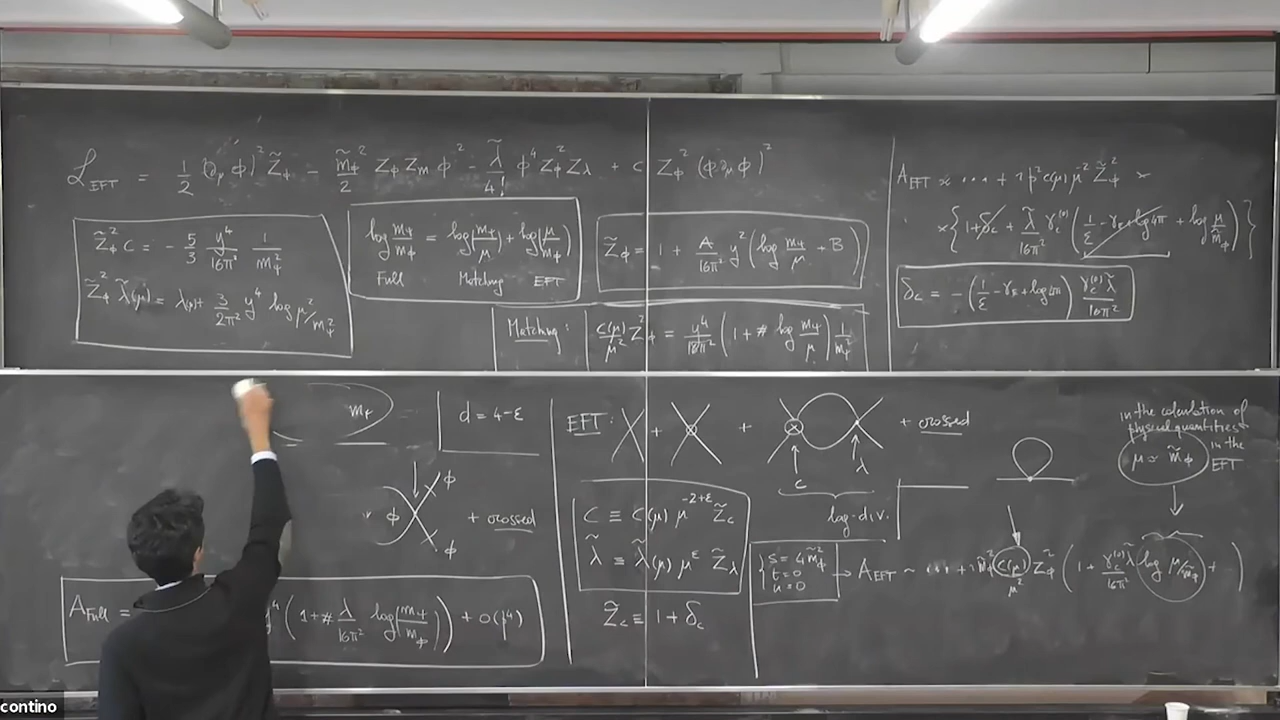 ℒ_EFT = 1/2 (∂_μ ϕ)² Z̃_ϕ − m̃_ϕ²/2 Z_ϕ Z_m ϕ² − λ̃/4! ϕ⁴ Z_ϕ² Z_λ + c Z_ϕ² (ϕ ∂_μ ϕ)²
Z̃_ϕ² c = − 5/3 y⁴/16π² 1/m_ψ²
Z̃_ϕ² λ̃(μ) = λ(μ) + 3/2π² y⁴ log μ²/m_ψ²
log m_ψ/m_ϕ = log(m_ψ/μ) + log(μ/m_ϕ)
Full Matching EFT
Z̃_ϕ = 1 + A/16π² y² (log m_ψ/μ + B)
Matching: c(μ)/μ² Z_ϕ² = y⁴/16π² (1 + # log m_ψ/μ) 1/m_ψ²
A_EFT ∝ ... + p² c(μ) μ⁻² Z̃_ϕ² ×
×{1 + δ_c + λ̃/16π² γ_c⁽⁰⁾ (1/ε − γ_E + log 4π + log μ/m̃_ϕ)}
δ_c = − (1/ε − γ_E + log 4π) γ_c⁽⁰⁾ λ̃/16π²
m_ψ
d = 4−ε
ϕ
ϕ
ϕ
+ crossed
A_Full =
y⁴ (1 + # λ/16π² log(m_ψ/m_ϕ)) + O(p⁴)
EFT: + + + crossed
c λ
log-div.
c ≡ c(μ) μ^(−2+ε) Z̃_c
λ̃ ≡ λ̃(μ) μ^ε Z̃_λ
Z̃_c ≡ 1 + δ_c
s = 4m̃²
t = 0
u = 0
→ A_EFT ~ ... + m̃_ϕ² c(μ)/μ² Z_ϕ² (1 + γ_c⁽⁰⁾ λ̃/16π² log μ/m̃_ϕ + )
in the calculation of
physical quantities
in the
EFT
μ ≃ m̃_ϕ
contino